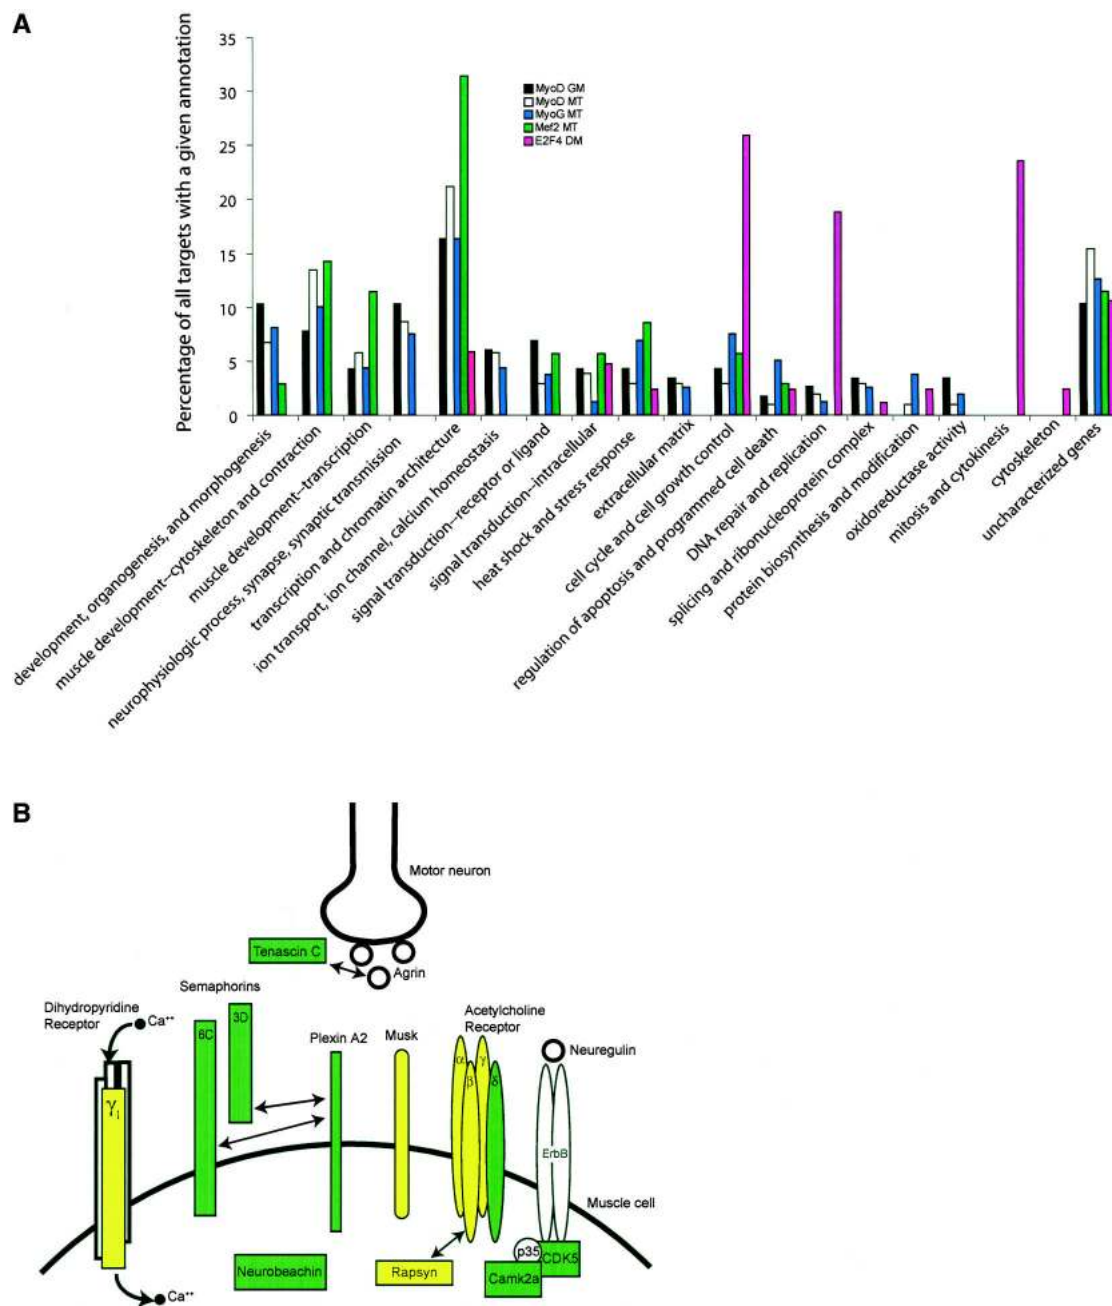 A
Percentage of all targets with a given annotation
35
30
25
20
15
10
5
0
MyoD GM
MyoD MT
MyoG MT
Mef2 MT
E2F4 DM
development, organogenesis, and morphogenesis
muscle development--cytoskeleton and contraction
muscle development--transcription
neurophysiologic process, synapse, synaptic transmission
transcription and chromatin architecture
ion transport, ion channel, calcium homeostasis
signal transduction--receptor or ligand
signal transduction--intracellular
heat shock and stress response
extracellular matrix
cell cycle and cell growth control
regulation of apoptosis and programmed cell death
DNA repair and replication
splicing and ribonucleoprotein complex
protein biosynthesis and modification
oxidoreductase activity
mitosis and cytokinesis
cytoskeleton
uncharacterized genes
B
Motor neuron
Tenascin C
Agrin
Semaphorins
Dihydropyridine
Receptor
Ca++
6C
3D
Plexin A2
Musk
Acetylcholine
Receptor
α
β
γ
δ
Neuregulin
γ1
ErbB
Muscle cell
Neurobeachin
Rapsyn
p35
CDK5
Camk2a
Ca++